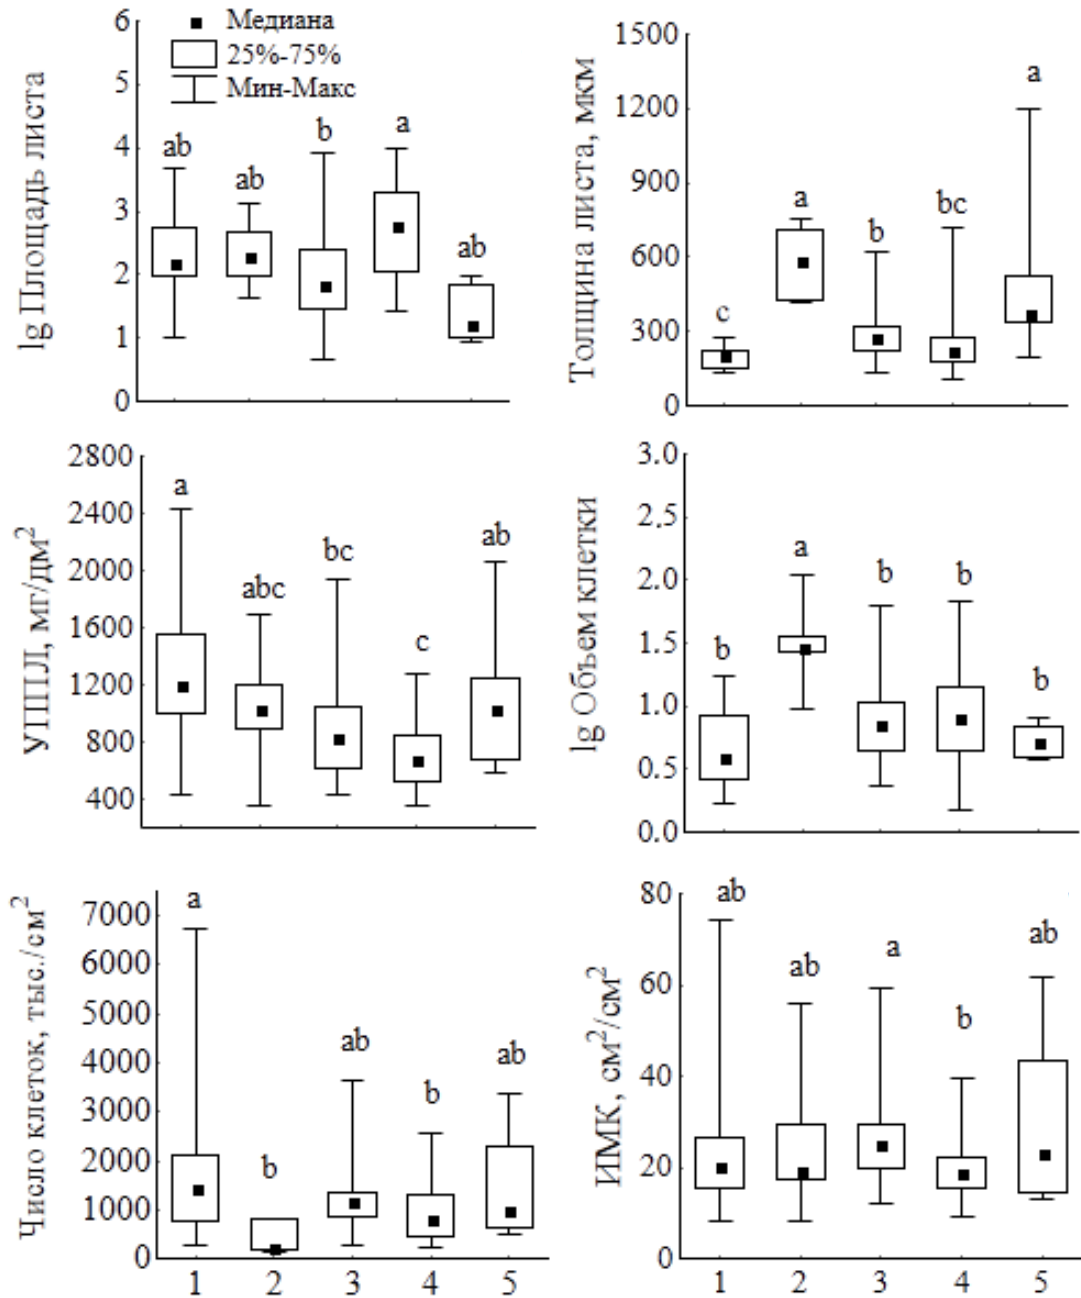 lg Площадь листа
6
5
4
3
2
1
0
Медиана
25%-75%
Мин-Макс
ab
ab
b
a
ab
Толщина листа, мкм
1500
1200
900
600
300
0
c
a
b
bc
a
УППЛ, мг/дм²
2800
2400
2000
1600
1200
800
400
a
abc
bc
c
ab
lg Объем клетки
3.0
2.5
2.0
1.5
1.0
0.5
0.0
b
a
b
b
b
Число клеток, тыс./см²
7000
6000
5000
4000
3000
2000
1000
0
a
b
ab
b
ab
1 2 3 4 5
ИМК, см²/см²
80
60
40
20
0
ab
ab
a
b
ab
1 2 3 4 5